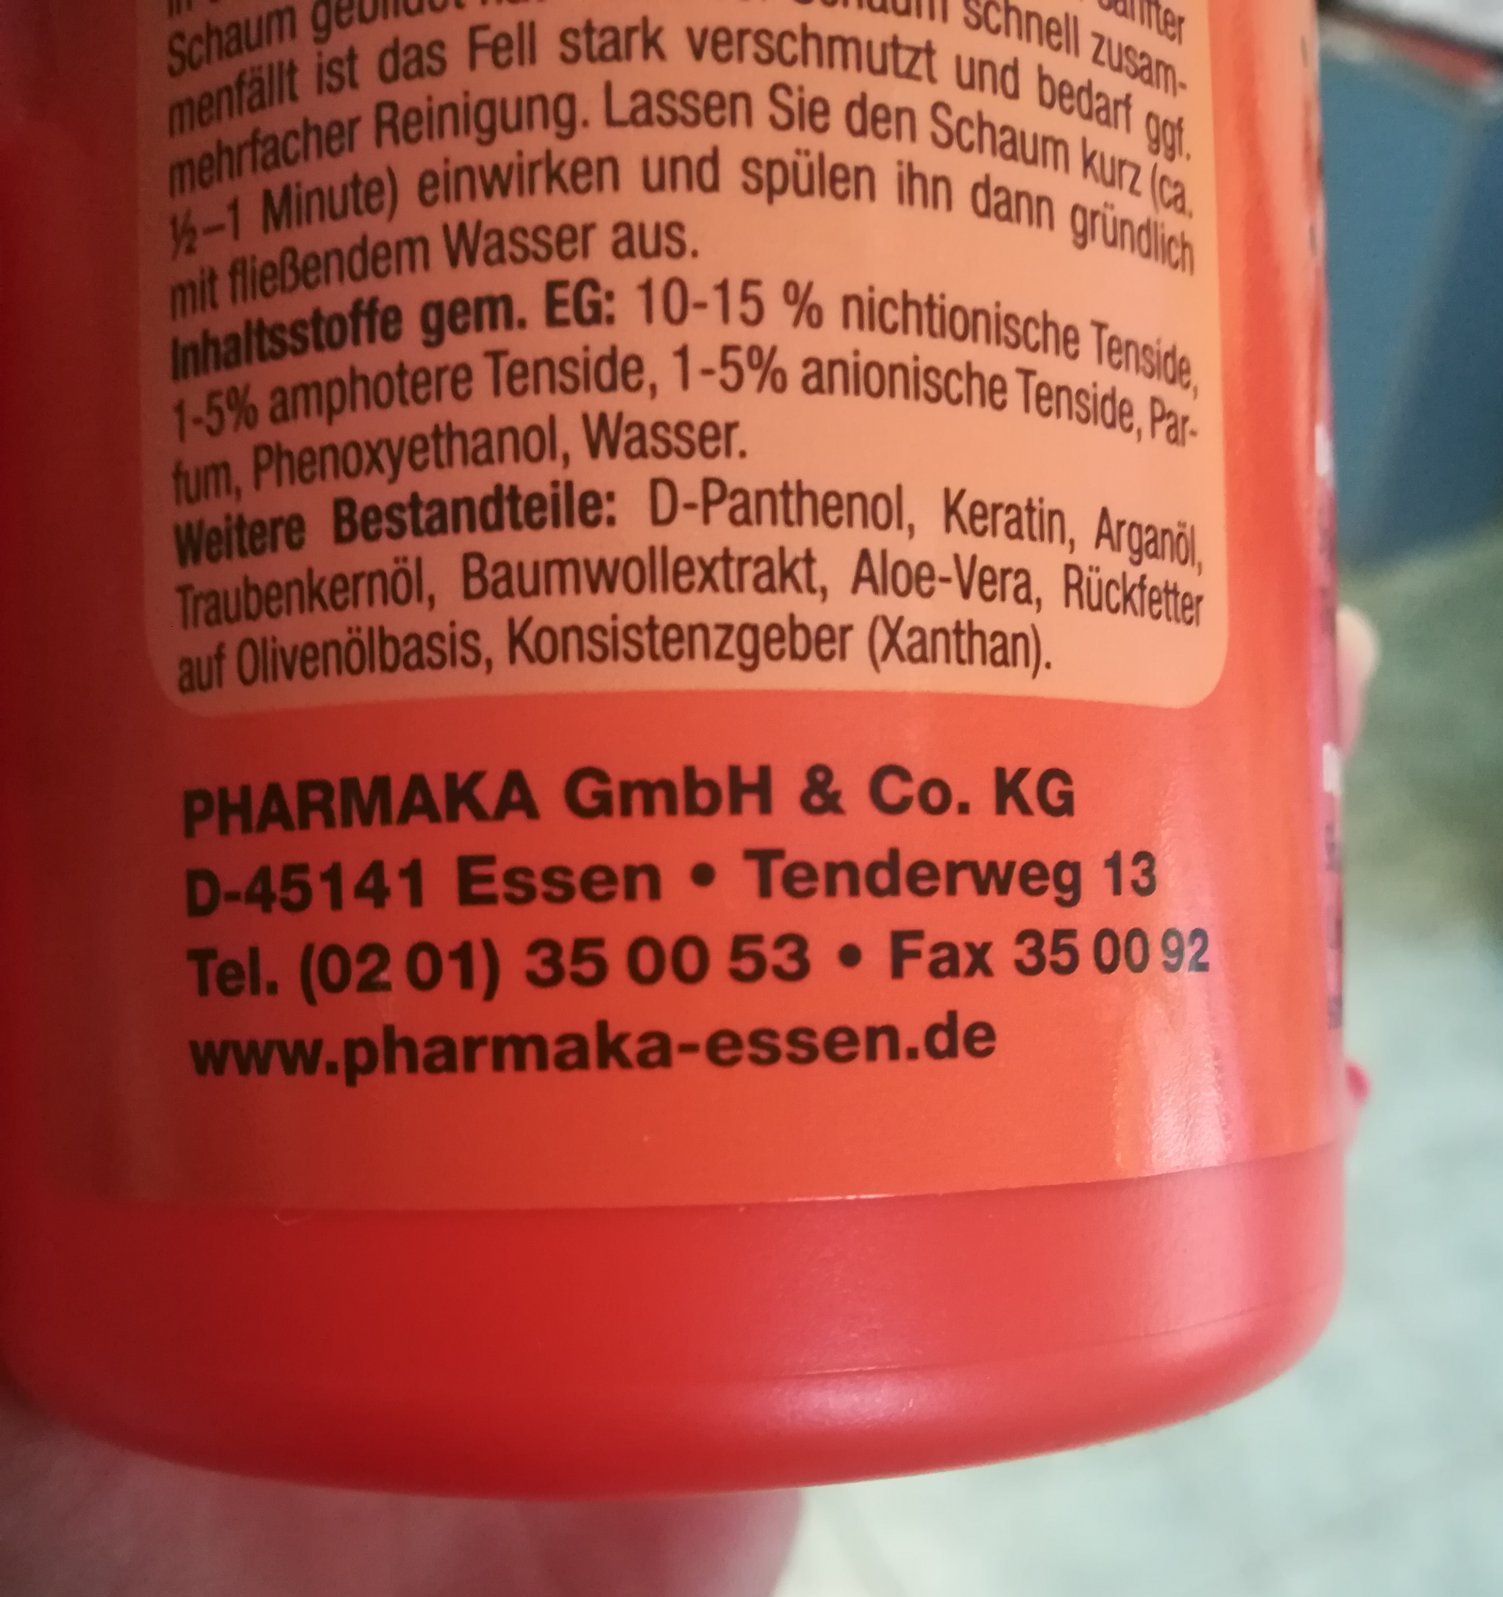 Schaum schnell zusam-
menfällt ist das Fell stark verschmutzt und bedarf ggf.
mehrfacher Reinigung. Lassen Sie den Schaum kurz (ca.
½–1 Minute) einwirken und spülen ihn dann gründlich
mit fließendem Wasser aus.
Inhaltsstoffe gem. EG: 10-15 % nichtionische Tenside,
1-5% amphotere Tenside, 1-5% anionische Tenside, Par-
fum, Phenoxyethanol, Wasser.
Weitere Bestandteile: D-Panthenol, Keratin, Arganöl,
Traubenkernöl, Baumwollextrakt, Aloe-Vera, Rückfetter
auf Olivenölbasis, Konsistenzgeber (Xanthan).
PHARMAKA GmbH & Co. KG
D-45141 Essen • Tenderweg 13
Tel. (02 01) 35 00 53 • Fax 35 00 92
www.pharmaka-essen.de